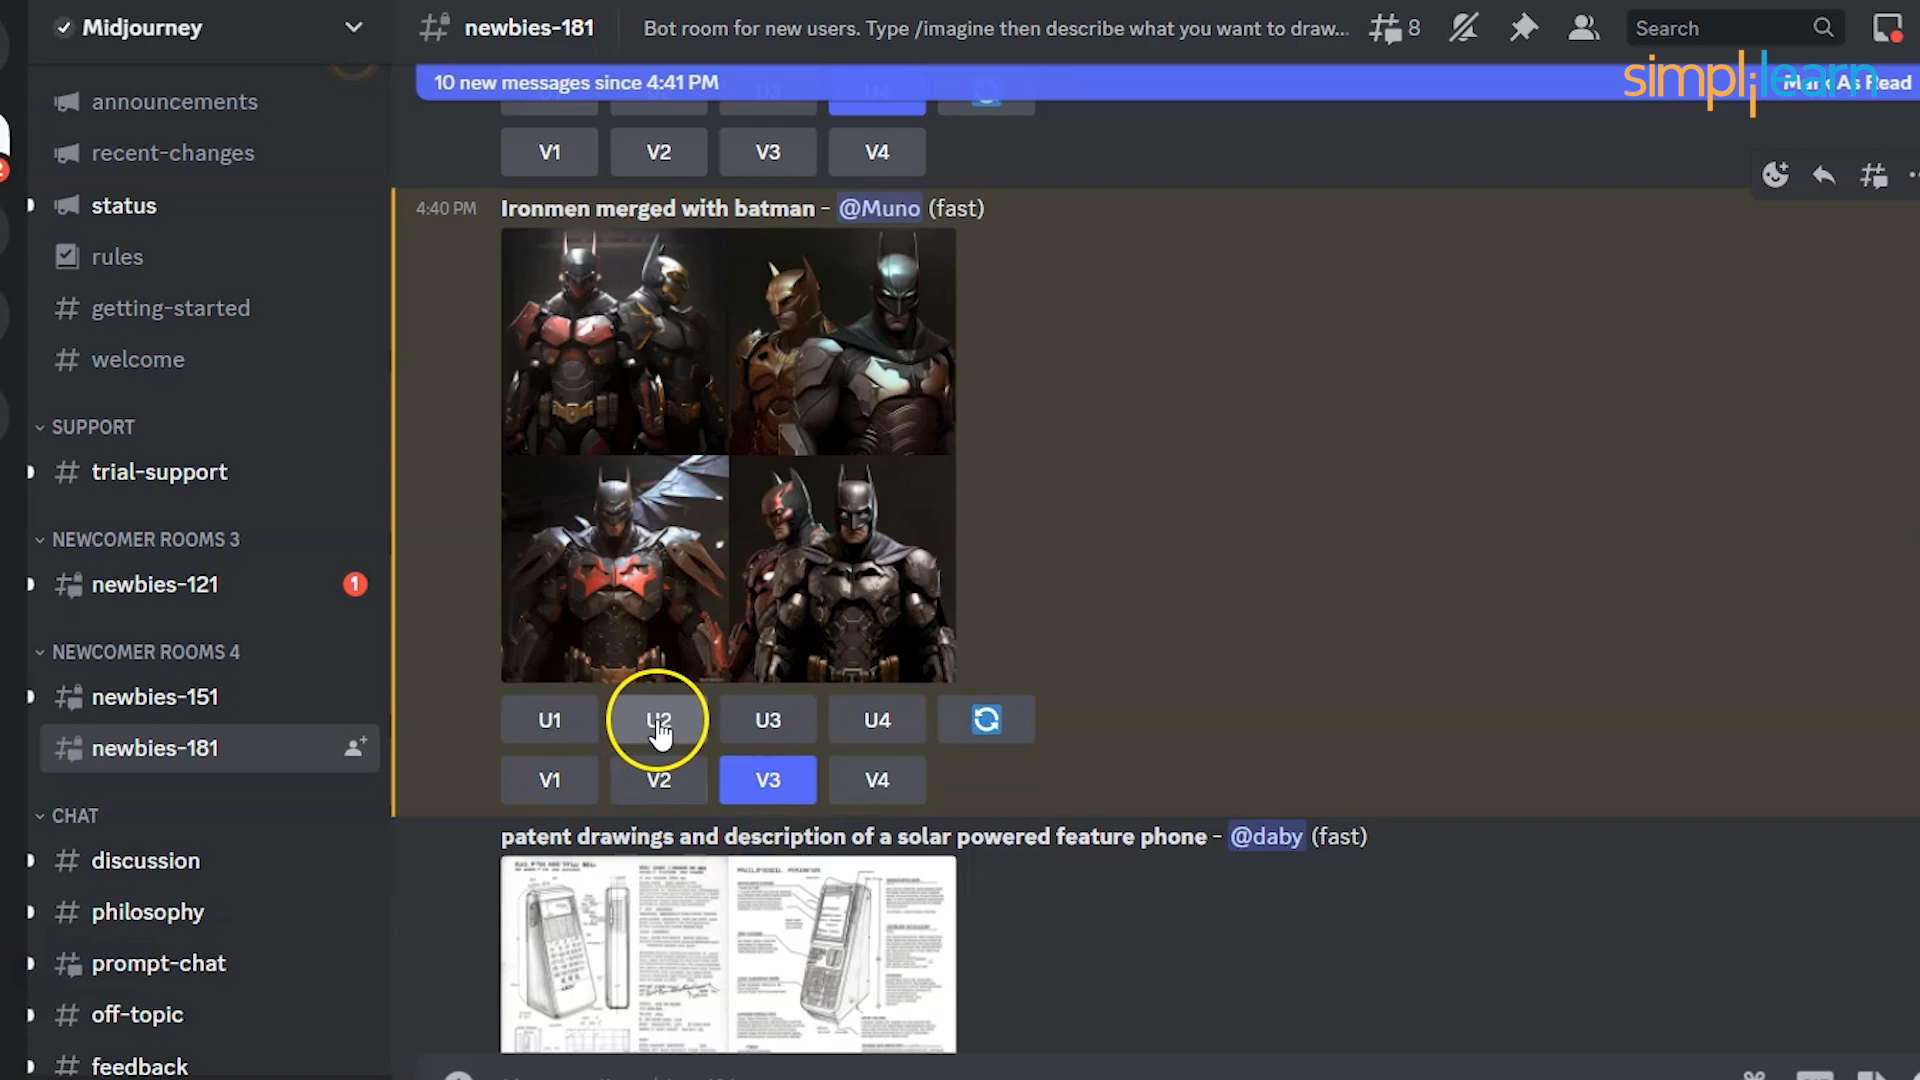 Midjourney
newbies-181
Bot room for new users. Type /imagine then describe what you want to draw...
8
Search
10 new messages since 4:41 PM
Mark As Read
simplilearn
announcements
recent-changes
status
rules
getting-started
welcome
SUPPORT
trial-support
NEWCOMER ROOMS 3
newbies-121
1
NEWCOMER ROOMS 4
newbies-151
newbies-181
CHAT
discussion
philosophy
prompt-chat
off-topic
feedback
V1 V2 V3 V4
4:40 PM
Ironmen merged with batman - @Muno (fast)
U1 U2 U3 U4
V1 V2 V3 V4
patent drawings and description of a solar powered feature phone - @daby (fast)